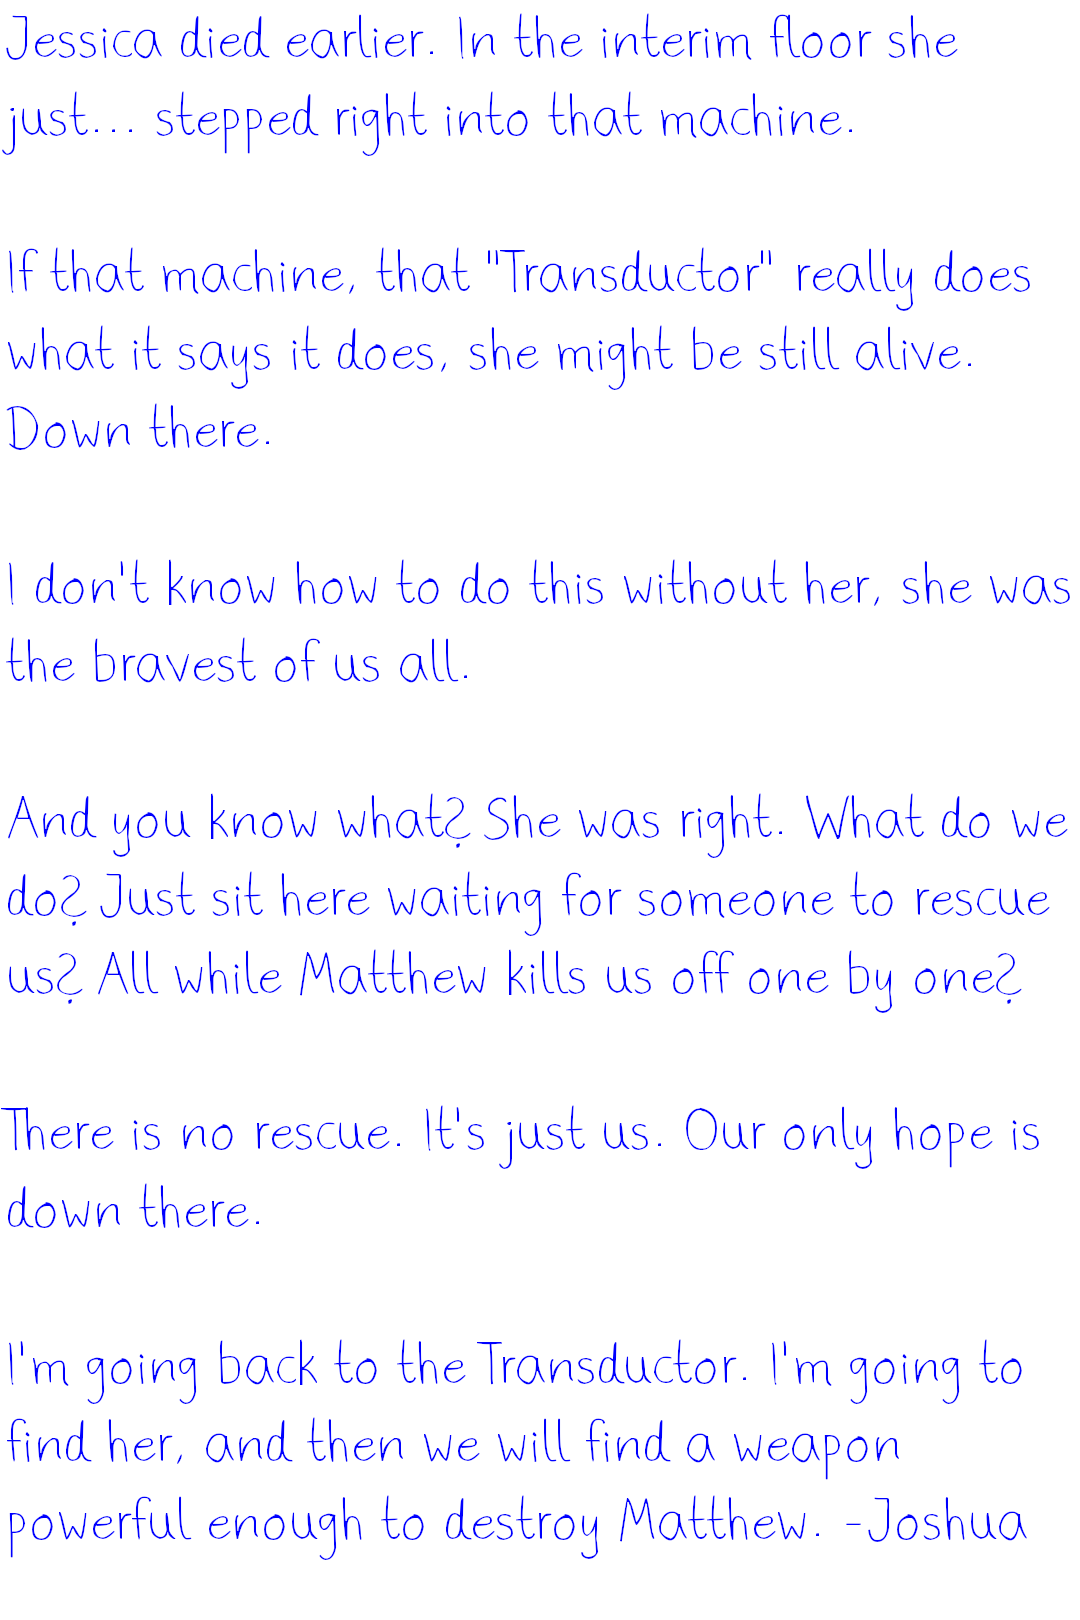 Jessica died earlier. In the interim floor she
just... stepped right into that machine.
If that machine, that "Transductor" really does
what it says it does, she might be still alive.
Down there.
I don't know how to do this without her, she was
the bravest of us all.
And you know what? She was right. What do we
do? Just sit here waiting for someone to rescue
us? All while Matthew kills us off one by one?
There is no rescue. It's just us. Our only hope is
down there.
I'm going back to the Transductor. I'm going to
find her, and then we will find a weapon
powerful enough to destroy Matthew. -Joshua